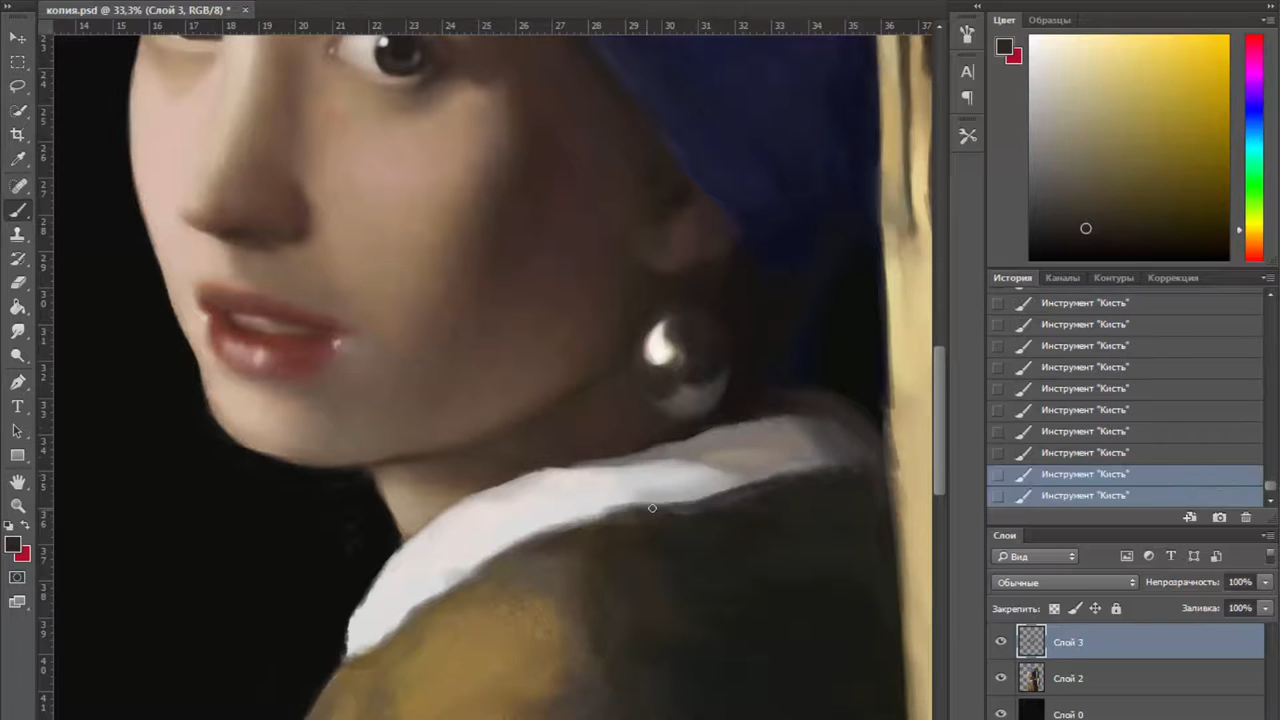 копия.psd @ 33,3% (Слой 3, RGB/8) * ×
Цвет Образцы
17 18 19 20 21 22 23 24 25 26 27 28 29 30 31 32 33 34 35 36 37
История Каналы Контуры Коррекция
Инструмент "Кисть"
Инструмент "Кисть"
Инструмент "Кисть"
Инструмент "Кисть"
Инструмент "Кисть"
Инструмент "Кисть"
Инструмент "Кисть"
Инструмент "Кисть"
Инструмент "Кисть"
Инструмент "Кисть"
Слои
Вид
Обычные Непрозрачность: 100%
Закрепить: Заливка: 100%
Слой 3
Слой 2
Слой 0